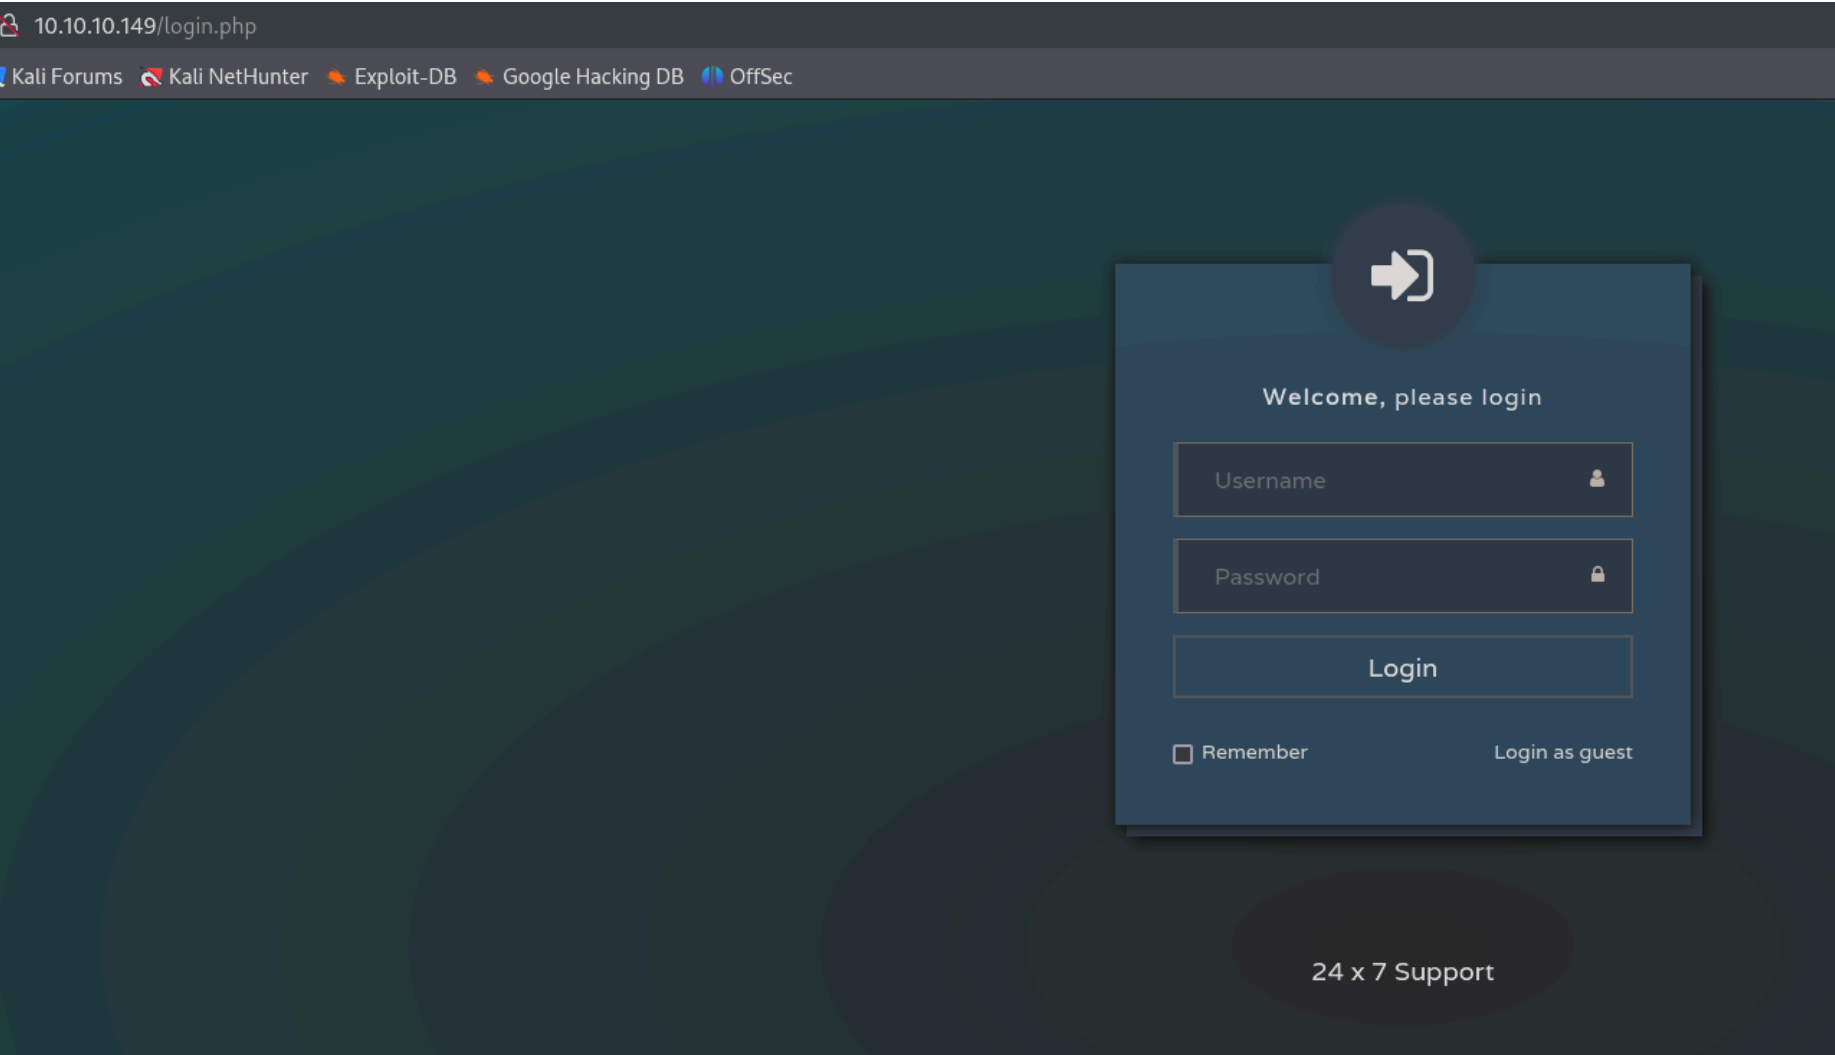 10.10.10.149/login.php
Kali Forums Kali NetHunter Exploit-DB Google Hacking DB OffSec
Welcome, please login
Username
Password
Login
Remember Login as guest
24 x 7 Support